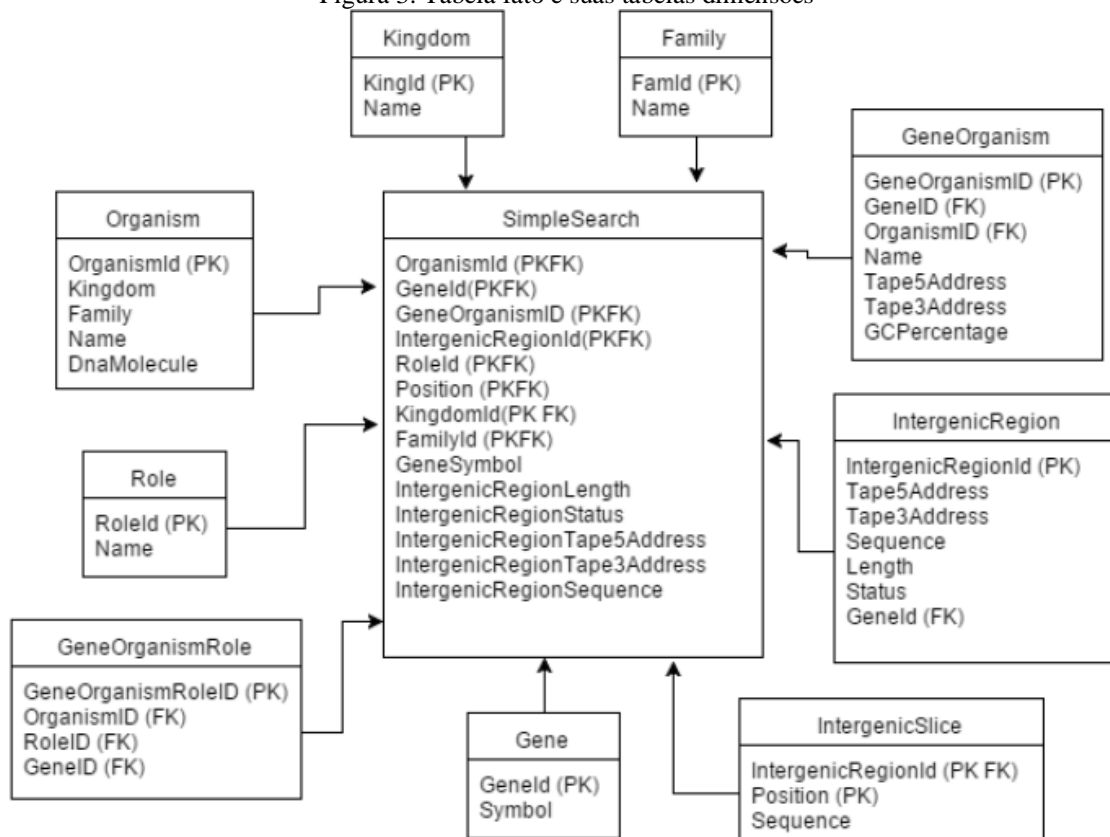 Figura 3. Tabela fato e suas tabelas dimensões
Kingdom
KingId (PK)
Name
Family
FamId (PK)
Name
GeneOrganism
GeneOrganismID (PK)
GeneID (FK)
OrganismID (FK)
Name
Tape5Address
Tape3Address
GCPercentage
Organism
OrganismId (PK)
Kingdom
Family
Name
DnaMolecule
SimpleSearch
OrganismId (PKFK)
GeneId(PKFK)
GeneOrganismID (PKFK)
IntergenicRegionId(PKFK)
RoleId (PKFK)
Position (PKFK)
KingdomId(PK FK)
FamilyId (PKFK)
GeneSymbol
IntergenicRegionLength
IntergenicRegionStatus
IntergenicRegionTape5Address
IntergenicRegionTape3Address
IntergenicRegionSequence
IntergenicRegion
IntergenicRegionId (PK)
Tape5Address
Tape3Address
Sequence
Length
Status
GeneId (FK)
Role
RoleId (PK)
Name
GeneOrganismRole
GeneOrganismRoleID (PK)
OrganismID (FK)
RoleID (FK)
GeneID (FK)
Gene
GeneId (PK)
Symbol
IntergenicSlice
IntergenicRegionId (PK FK)
Position (PK)
Sequence